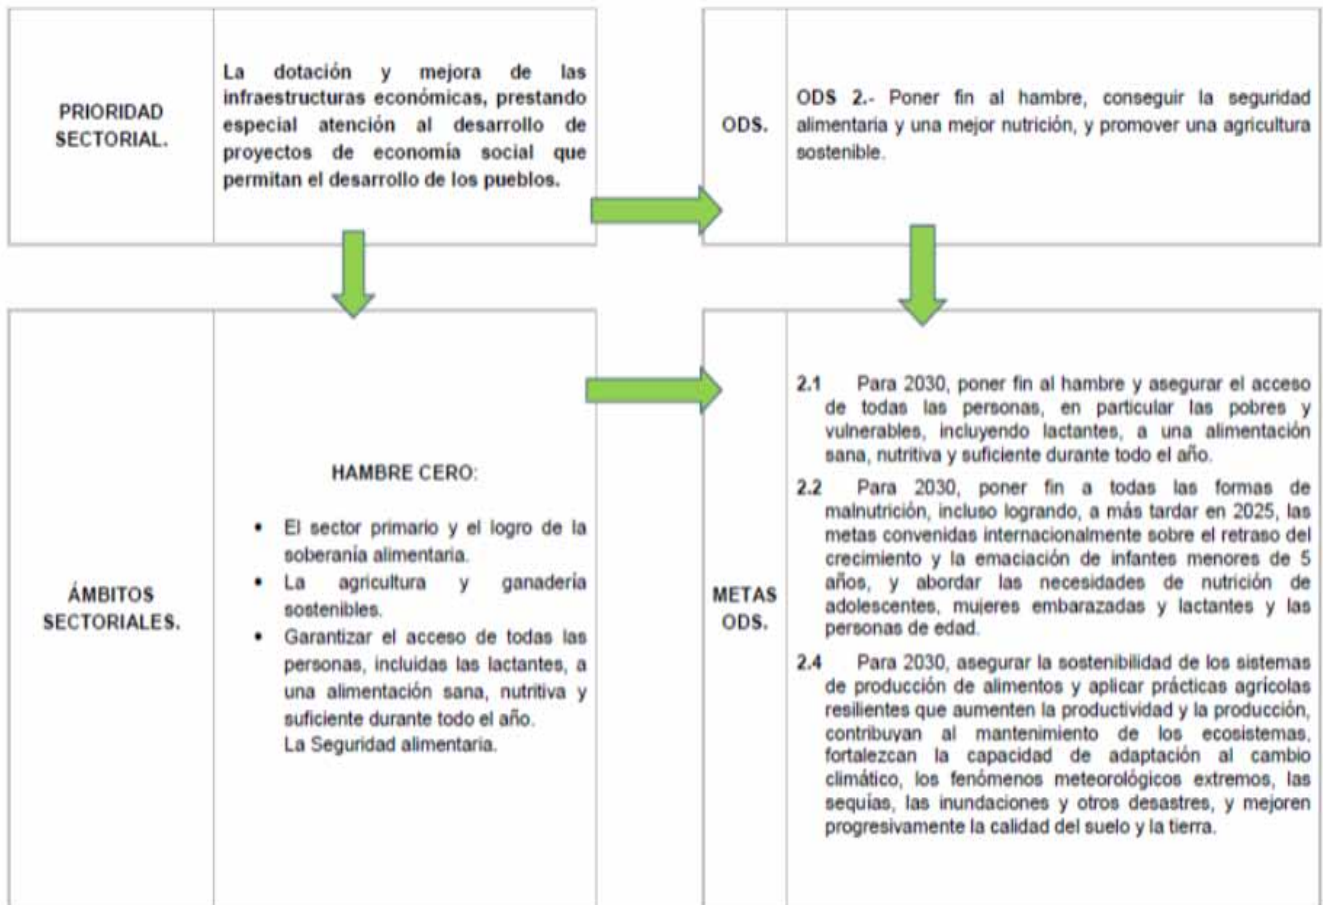 PRIORIDAD
SECTORIAL.
La dotación y mejora de las
infraestructuras económicas, prestando
especial atención al desarrollo de
proyectos de economía social que
permitan el desarrollo de los pueblos.
ODS.
ODS 2.- Poner fin al hambre, conseguir la seguridad
alimentaria y una mejor nutrición, y promover una agricultura
sostenible.
ÁMBITOS
SECTORIALES.
HAMBRE CERO:
• El sector primario y el logro de la
soberanía alimentaria.
• La agricultura y ganadería
sostenibles.
• Garantizar el acceso de todas las
personas, incluidas las lactantes, a
una alimentación sana, nutritiva y
suficiente durante todo el año.
La Seguridad alimentaria.
METAS
ODS.
2.1 Para 2030, poner fin al hambre y asegurar el acceso
de todas las personas, en particular las pobres y
vulnerables, incluyendo lactantes, a una alimentación
sana, nutritiva y suficiente durante todo el año.
2.2 Para 2030, poner fin a todas las formas de
malnutrición, incluso logrando, a más tardar en 2025, las
metas convenidas internacionalmente sobre el retraso del
crecimiento y la emaciación de infantes menores de 5
años, y abordar las necesidades de nutrición de
adolescentes, mujeres embarazadas y lactantes y las
personas de edad.
2.4 Para 2030, asegurar la sostenibilidad de los sistemas
de producción de alimentos y aplicar prácticas agrícolas
resilientes que aumenten la productividad y la producción,
contribuyan al mantenimiento de los ecosistemas,
fortalezcan la capacidad de adaptación al cambio
climático, los fenómenos meteorológicos extremos, las
sequías, las inundaciones y otros desastres, y mejoren
progresivamente la calidad del suelo y la tierra.